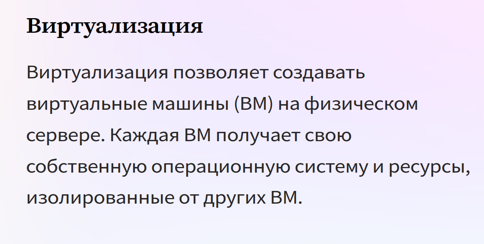 Виртуализация
Виртуализация позволяет создавать
виртуальные машины (ВМ) на физическом
сервере. Каждая ВМ получает свою
собственную операционную систему и ресурсы,
изолированные от других ВМ.